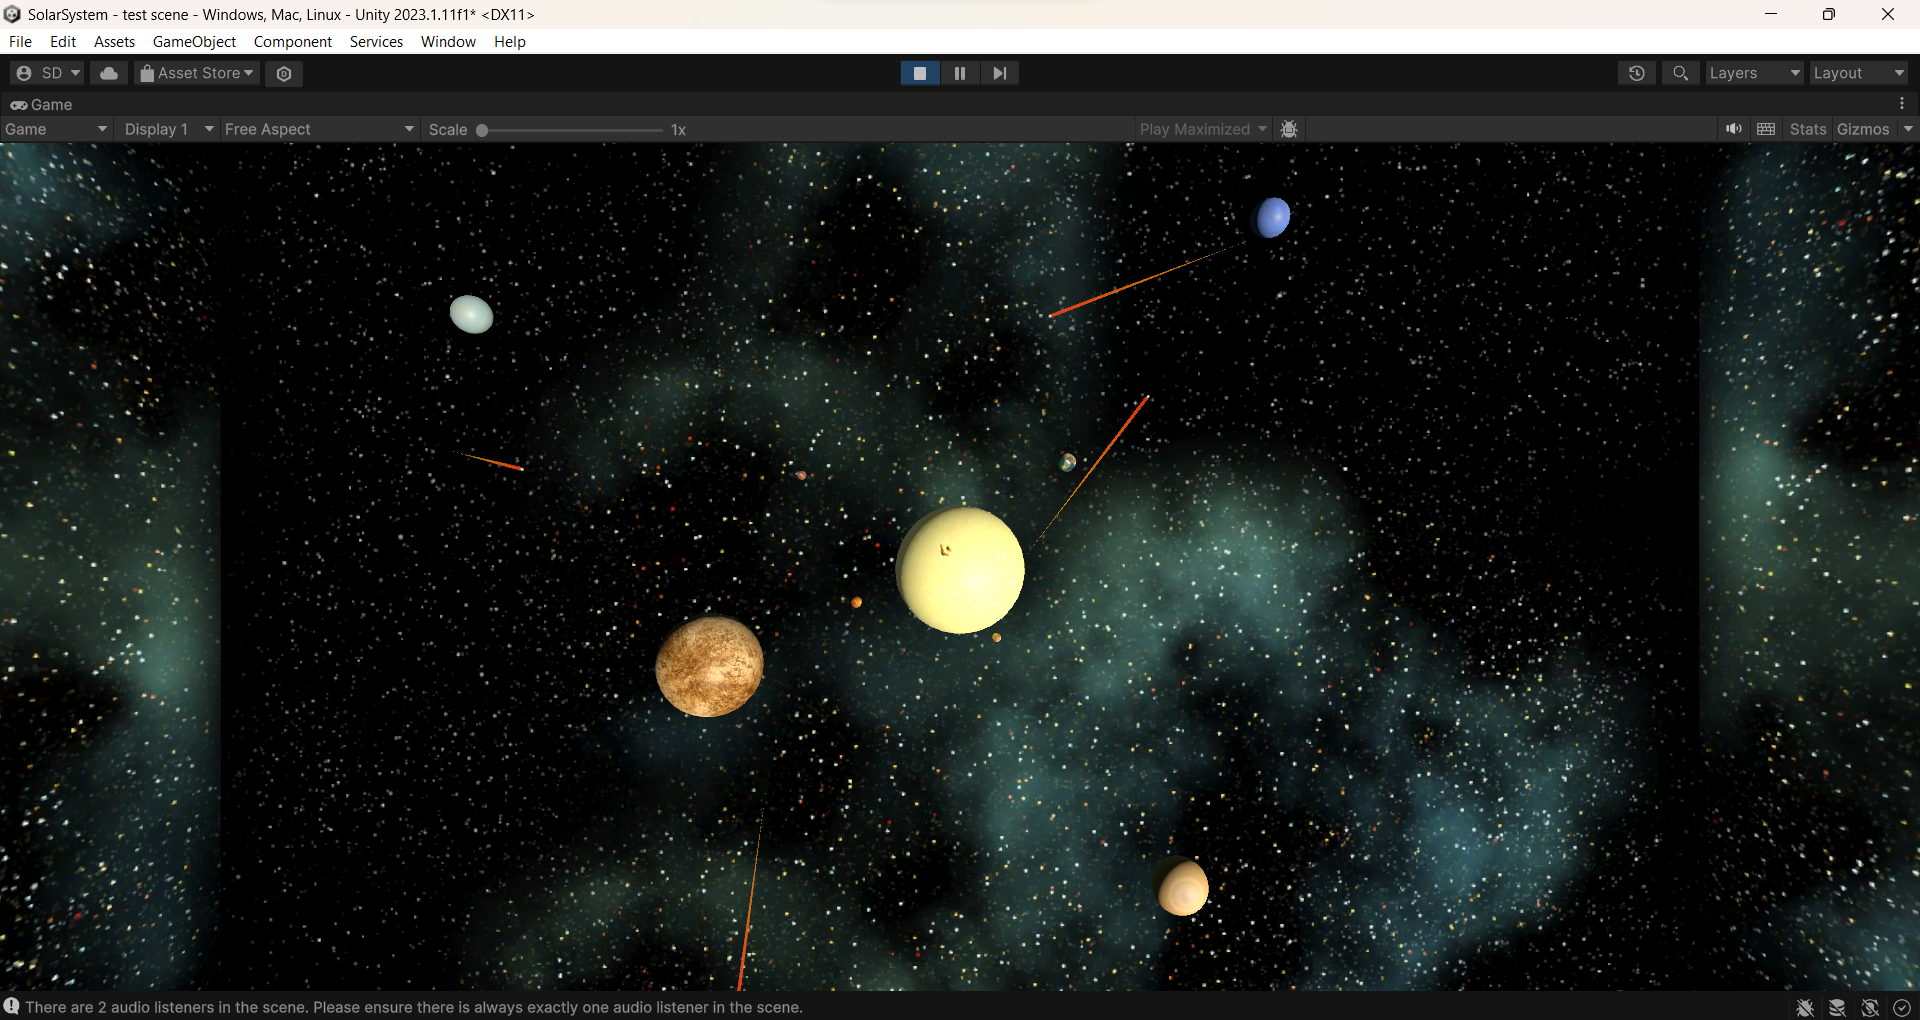 SolarSystem - test scene - Windows, Mac, Linux - Unity 2023.1.11f1* <DX11>
File Edit Assets GameObject Component Services Window Help
SD Asset Store Layers Layout
Game
Game Display 1 Free Aspect Scale 1x Play Maximized Stats Gizmos
There are 2 audio listeners in the scene. Please ensure there is always exactly one audio listener in the scene.